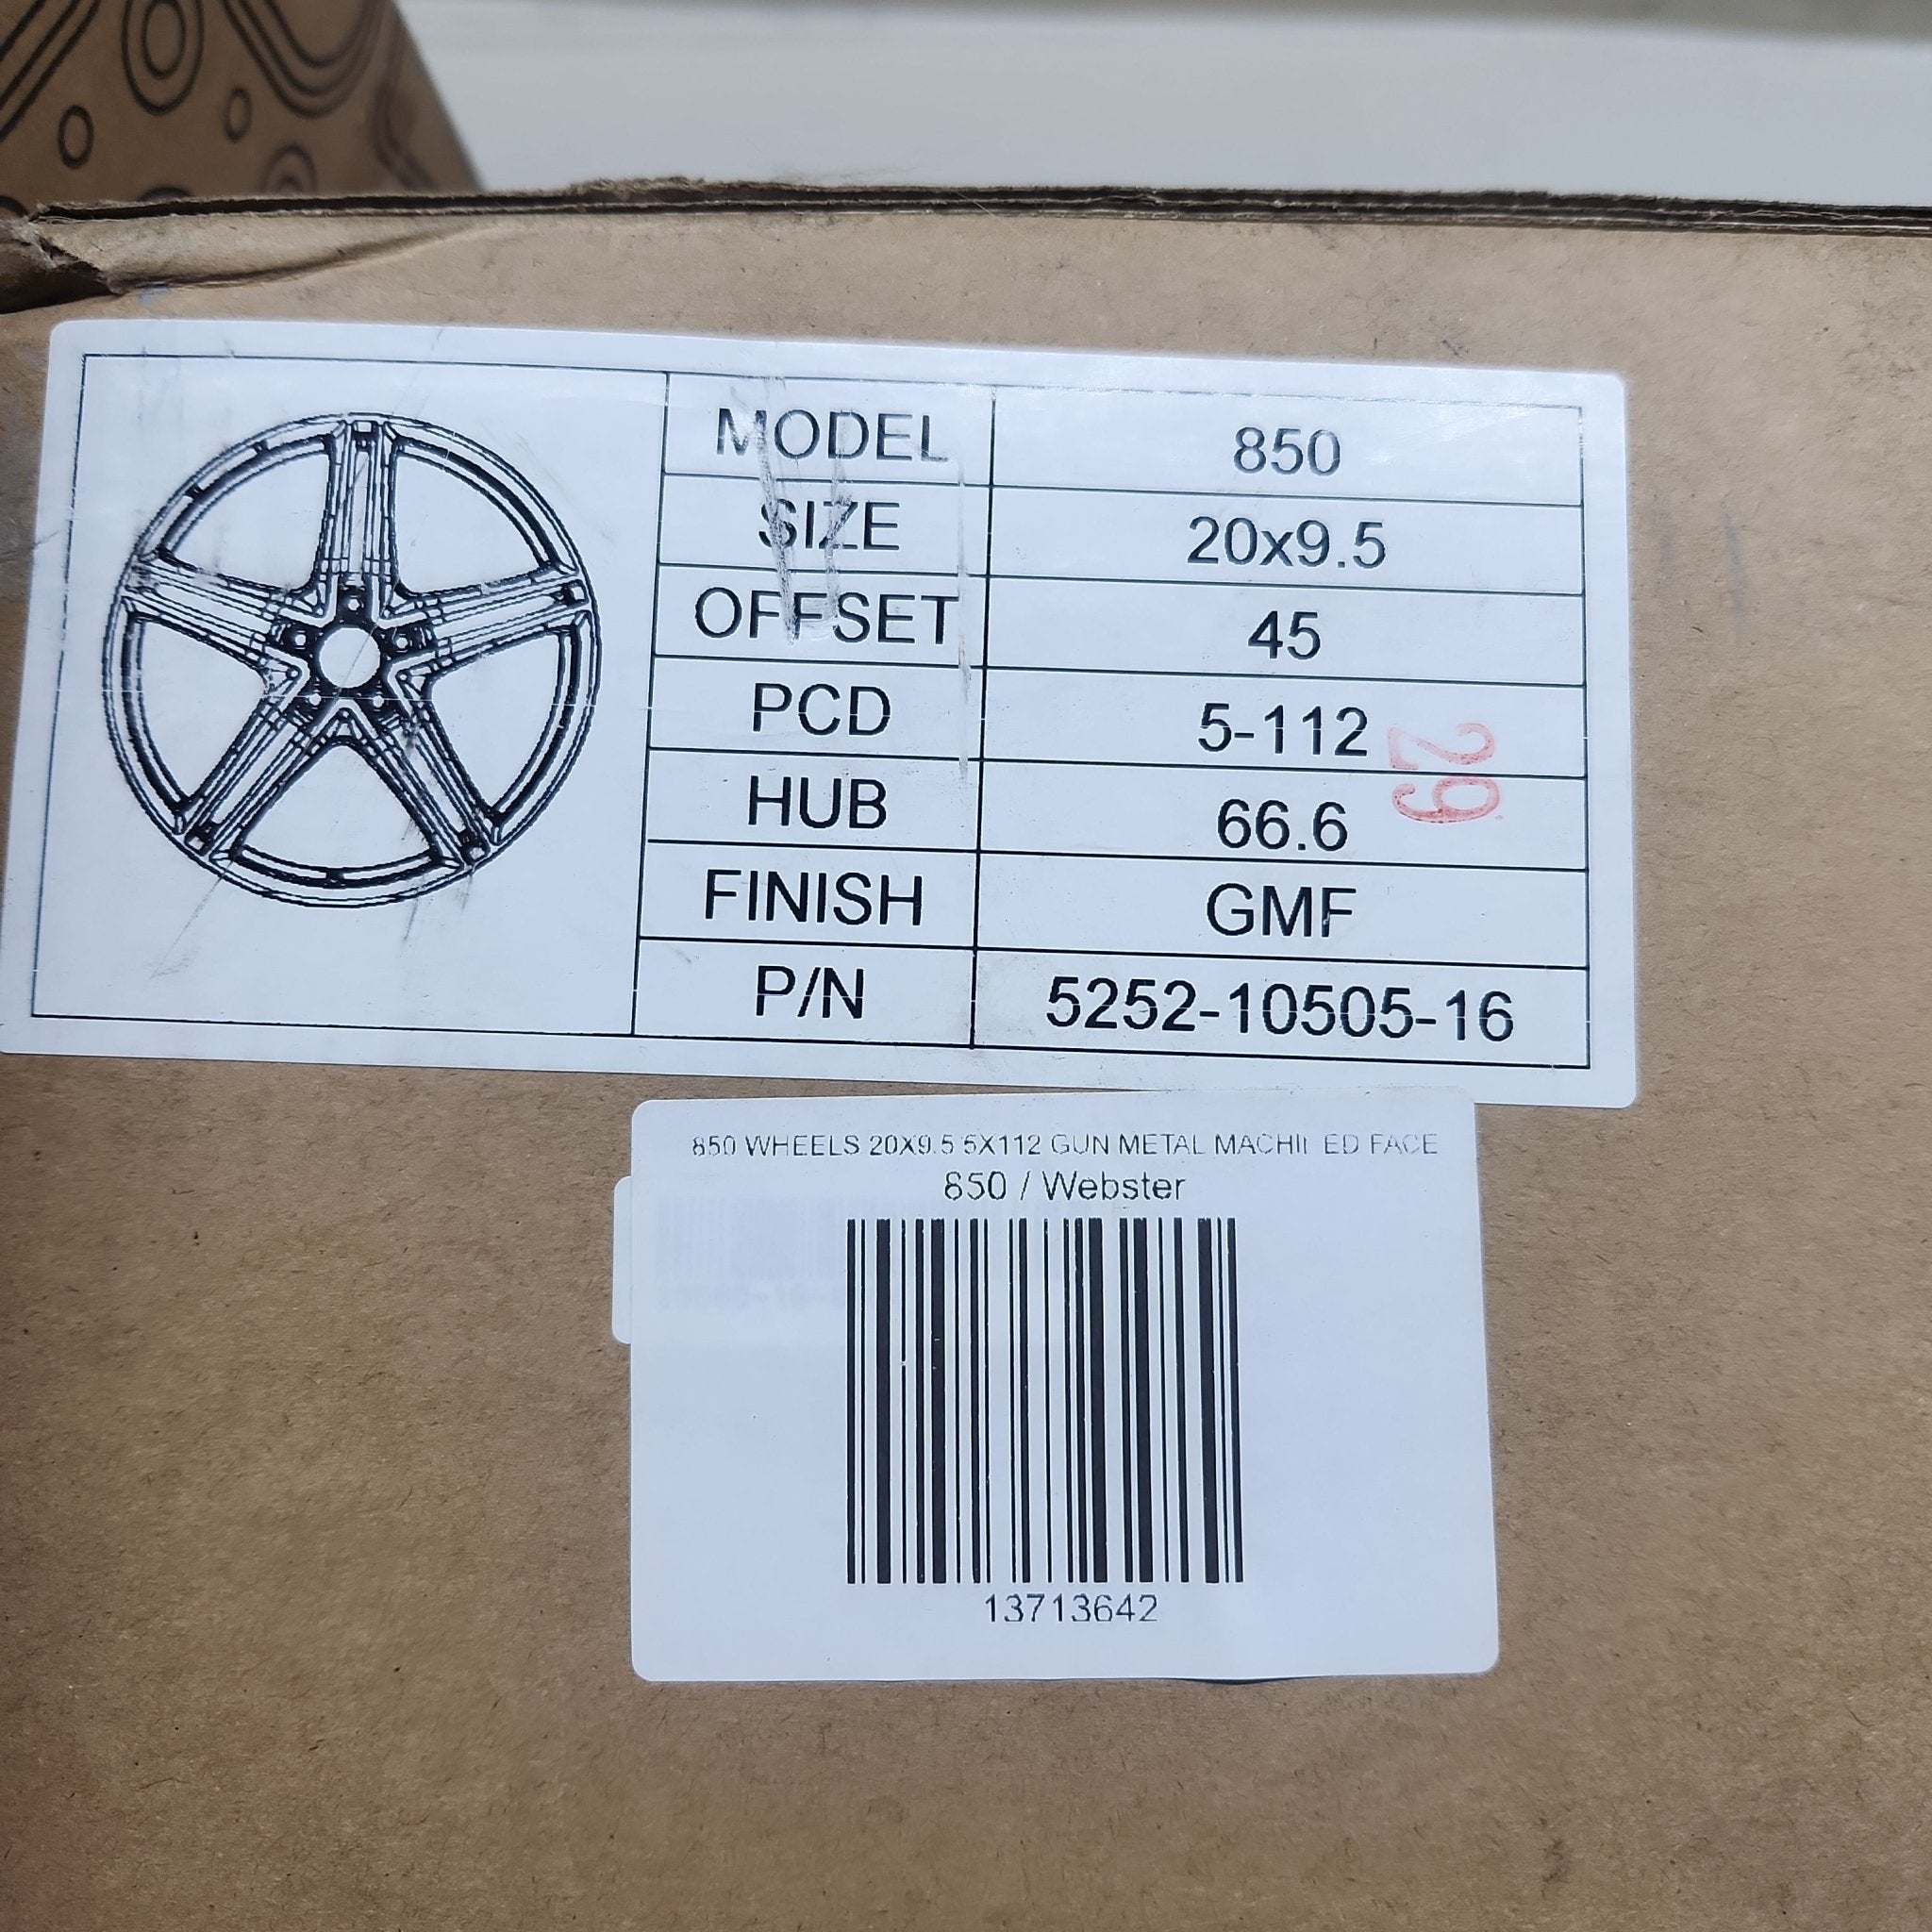 MODEL 850
SIZE 20x9.5
OFFSET 45
PCD 5-112
HUB 66.6
FINISH GMF
P/N 5252-10505-16
29
850 WHEELS 20X9.5 5X112 GUN METAL MACHI ED FACE
850 / Webster
13713642